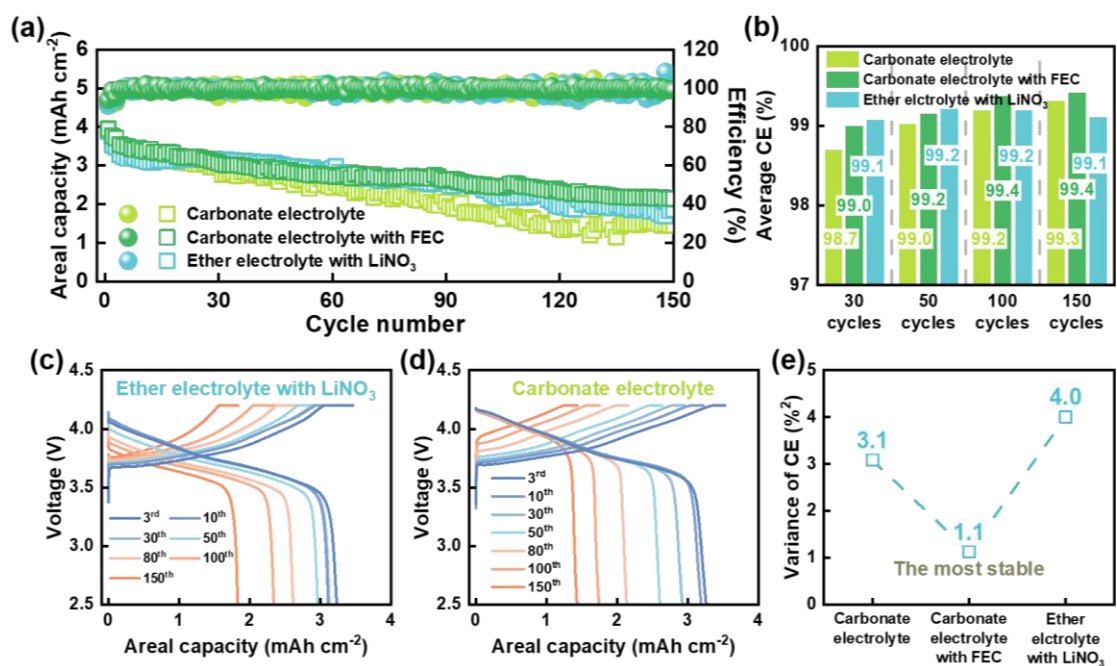 (a)
Areal capacity (mAh cm⁻²)
6
5
4
3
2
1
0
120
100
80
60
40
20
0
Efficiency (%)
Carbonate electrolyte
Carbonate electrolyte with FEC
Ether electrolyte with LiNO₃
0 30 60 90 120 150
Cycle number
(b)
Average CE (%)
100
99
98
97
Carbonate electrolyte
Carbonate electrolyte with FEC
Ether elctrolyte with LiNO₃
98.7 99.0 99.1
99.0 99.2 99.2
99.2 99.4 99.2
99.3 99.4 99.1
30 50 100 150
cycles cycles cycles cycles
(c)
Ether electrolyte with LiNO₃
Voltage (V)
4.5
4.0
3.5
3.0
2.5
3ʳᵈ 10ᵗʰ
30ᵗʰ 50ᵗʰ
80ᵗʰ 100ᵗʰ
150ᵗʰ
0 1 2 3 4
Areal capacity (mAh cm⁻²)
(d)
Carbonate electrolyte
Voltage (V)
4.5
4.0
3.5
3.0
2.5
3ʳᵈ
10ᵗʰ
30ᵗʰ
50ᵗʰ
80ᵗʰ
100ᵗʰ
150ᵗʰ
0 1 2 3 4
Areal capacity (mAh cm⁻²)
(e)
Variance of CE (%²)
5
4
3
2
1
0
3.1
1.1
4.0
The most stable
Carbonate
electrolyte
Carbonate
electrolyte
with FEC
Ether
elctrolyte
with LiNO₃